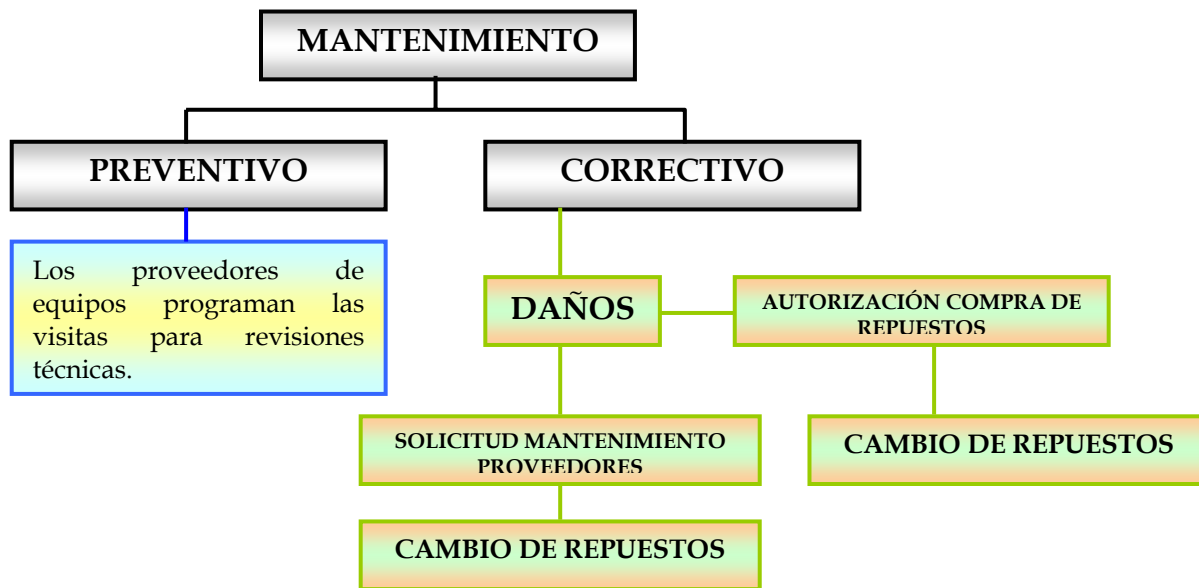 MANTENIMIENTO
PREVENTIVO
CORRECTIVO
Los proveedores de
equipos programan las
visitas para revisiones
técnicas.
DAÑOS
AUTORIZACIÓN COMPRA DE
REPUESTOS
SOLICITUD MANTENIMIENTO
PROVEEDORES
CAMBIO DE REPUESTOS
CAMBIO DE REPUESTOS